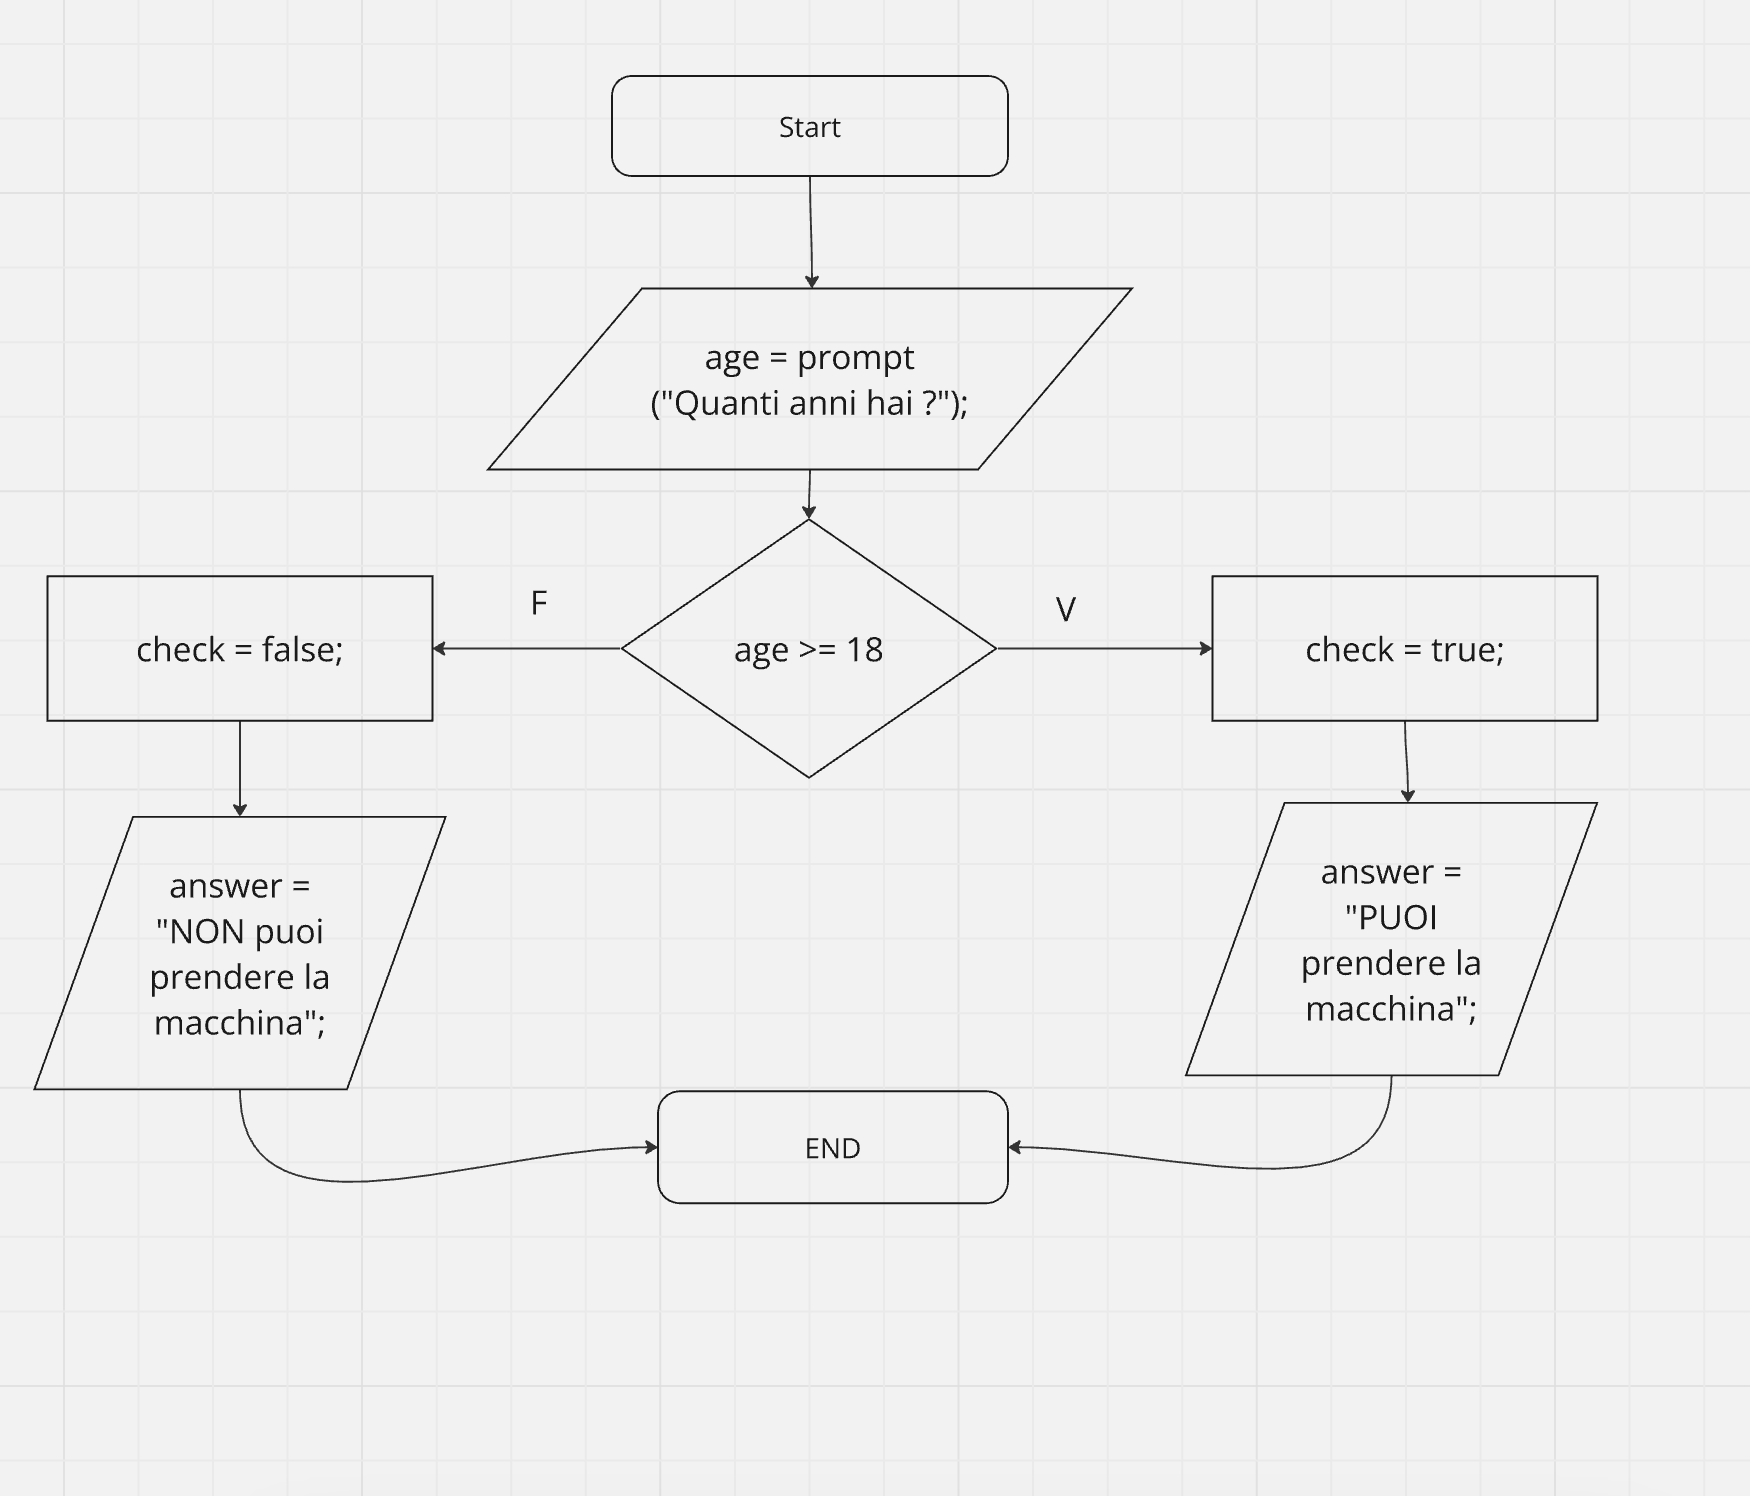 Start
age = prompt
("Quanti anni hai ?");
F
V
check = false;
age >= 18
check = true;
answer =
"NON puoi
prendere la
macchina";
answer =
"PUOI
prendere la
macchina";
END